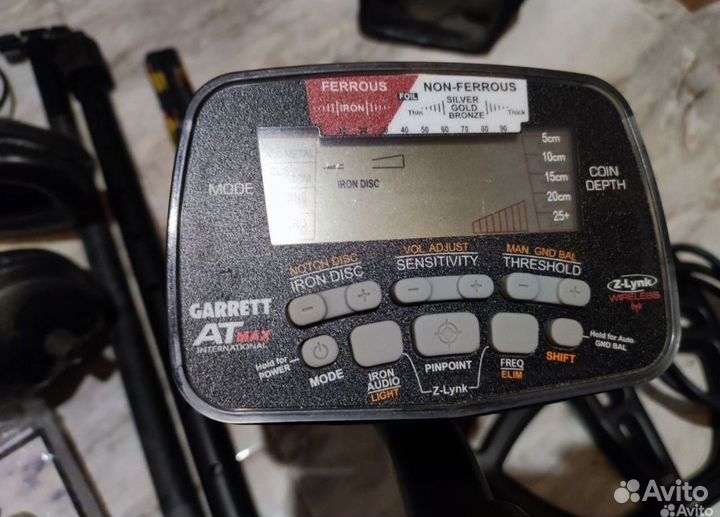 FERROUS
NON-FERROUS
IRON
FOIL
SILVER
GOLD
BRONZE
Thin
Thick
40 50 60 70 80 90
MODE
IRON DISC
5cm
10cm
15cm
20cm
25+
COIN
DEPTH
NOTCH DISC
IRON DISC
VOL. ADJUST
SENSITIVITY
MAN. GND BAL
THRESHOLD
- +
- +
- +
Z-Lynk
WIRELESS
GARRETT
AT MAX
INTERNATIONAL
Hold for
POWER
MODE
IRON
AUDIO
LIGHT
PINPOINT
Z-Lynk
FREQ
ELIM
SHIFT
Hold for Auto.
GND BAL
Avito
Avito